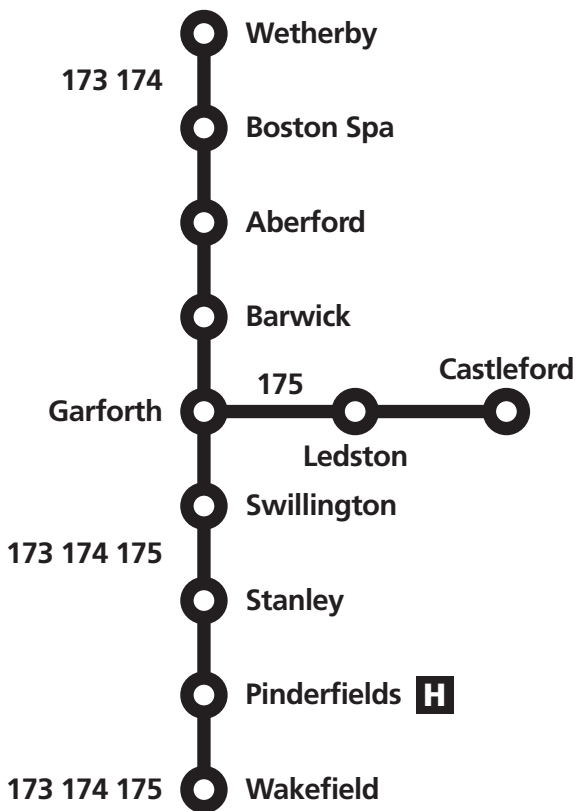 Wetherby
173 174
Boston Spa
Aberford
Barwick
Castleford
175
Garforth
Ledston
Swillington
173 174 175
Stanley
Pinderfields H
173 174 175 Wakefield